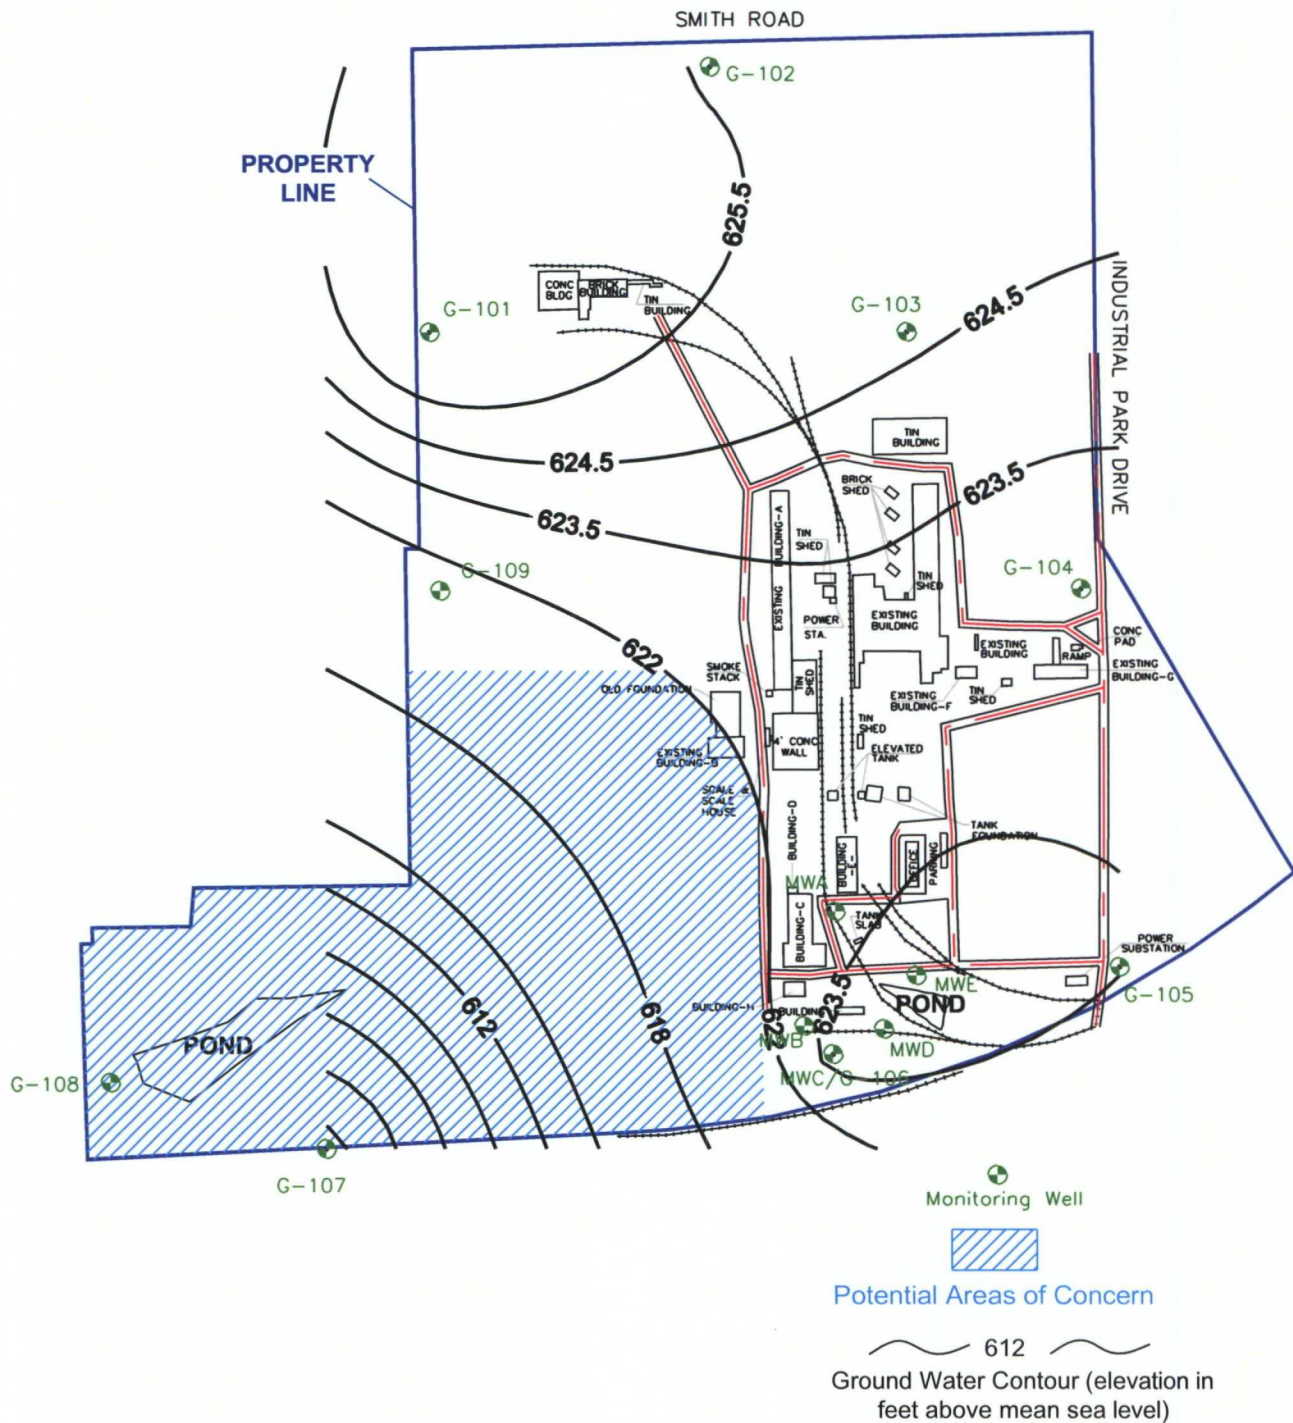 SMITH ROAD
G-102
PROPERTY
LINE
625.5
CONC
BLDG
BRICK
BUILDING
TIN
BUILDING
G-101
G-103
624.5
INDUSTRIAL PARK DRIVE
TIN
BUILDING
624.5
623.5
BRICK
SHED
623.5
EXISTING BUILDING-A
TIN
SHED
G-109
G-104
TIN
SHED
POWER
STA.
EXISTING
BUILDING
CONC
PAD
EXISTING
BUILDING
RAMP
EXISTING
BUILDING-G
622
SMOKE
STACK
OLD FOUNDATION
TIN
SHED
EXISTING
BUILDING-F
TIN
SHED
TIN
SHED
4' CONC
WALL
EXISTING
BUILDING-B
ELEVATED
TANK
SCALE &
SCALE
HOUSE
BUILDING-D
TANK
FOUNDATION
BUILDING
-E-
OFFICE
PARKING
MWA
TANK
SLAB
BUILDING-C
POWER
SUBSTATION
MWE
G-105
POND
BUILDING-H
BUILDING
623.5
622
MWB
MWD
MWC/G-106
612
618
POND
G-108
G-107
Monitoring Well
Potential Areas of Concern
612
Ground Water Contour (elevation in
feet above mean sea level)